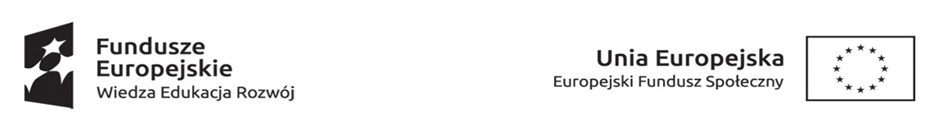 Fundusze
Europejskie
Wiedza Edukacja Rozwój
Unia Europejska
Europejski Fundusz Społeczny